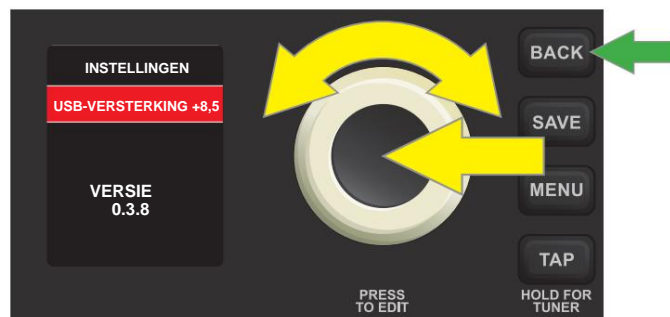 INSTELLINGEN
USB-VERSTERKING +8,5
VERSIE
0.3.8
BACK
SAVE
MENU
TAP
PRESS
TO EDIT
HOLD FOR
TUNER